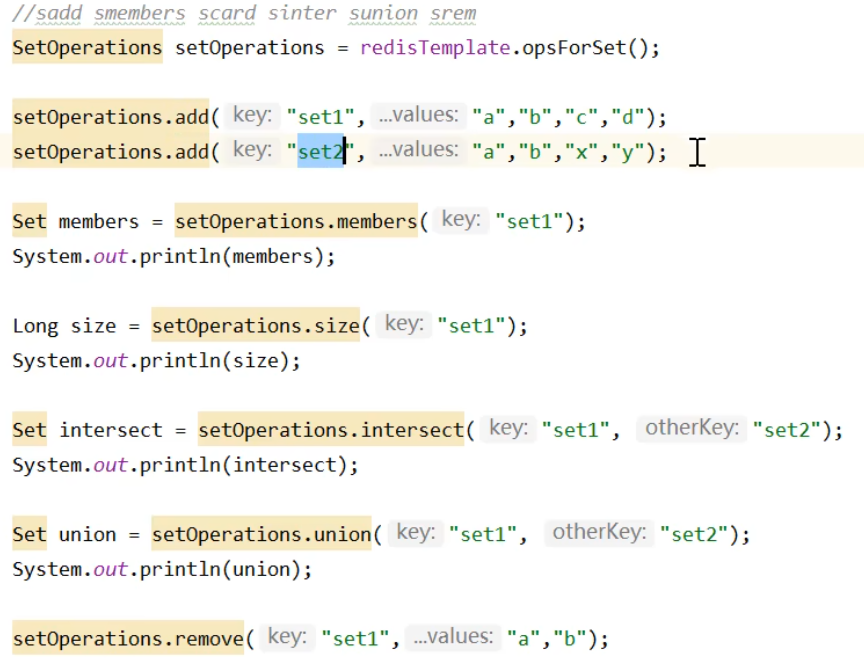 //sadd smembers scard sinter sunion srem
SetOperations setOperations = redisTemplate.opsForSet();
setOperations.add( key: "set1", ...values: "a","b","c","d");
setOperations.add( key: "set2", ...values: "a","b","x","y");
Set members = setOperations.members( key: "set1");
System.out.println(members);
Long size = setOperations.size( key: "set1");
System.out.println(size);
Set intersect = setOperations.intersect( key: "set1", otherKey: "set2");
System.out.println(intersect);
Set union = setOperations.union( key: "set1", otherKey: "set2");
System.out.println(union);
setOperations.remove( key: "set1", ...values: "a","b");